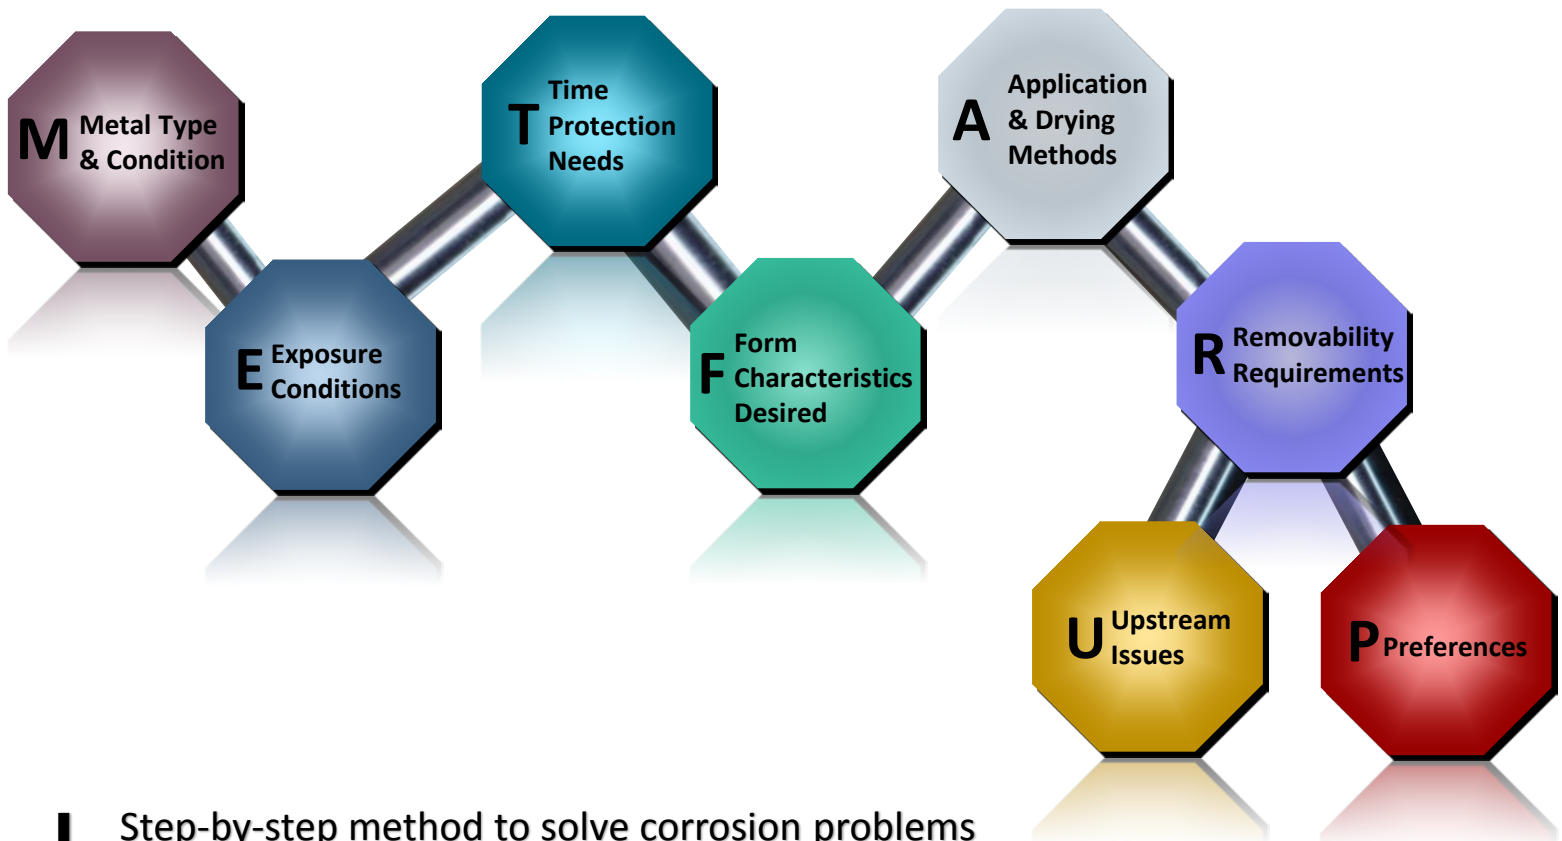 M Metal Type
& Condition
E Exposure
Conditions
T Time
Protection
Needs
F Form
Characteristics
Desired
A Application
& Drying
Methods
R Removability
Requirements
U Upstream
Issues
P Preferences
Step-by-step method to solve corrosion problems